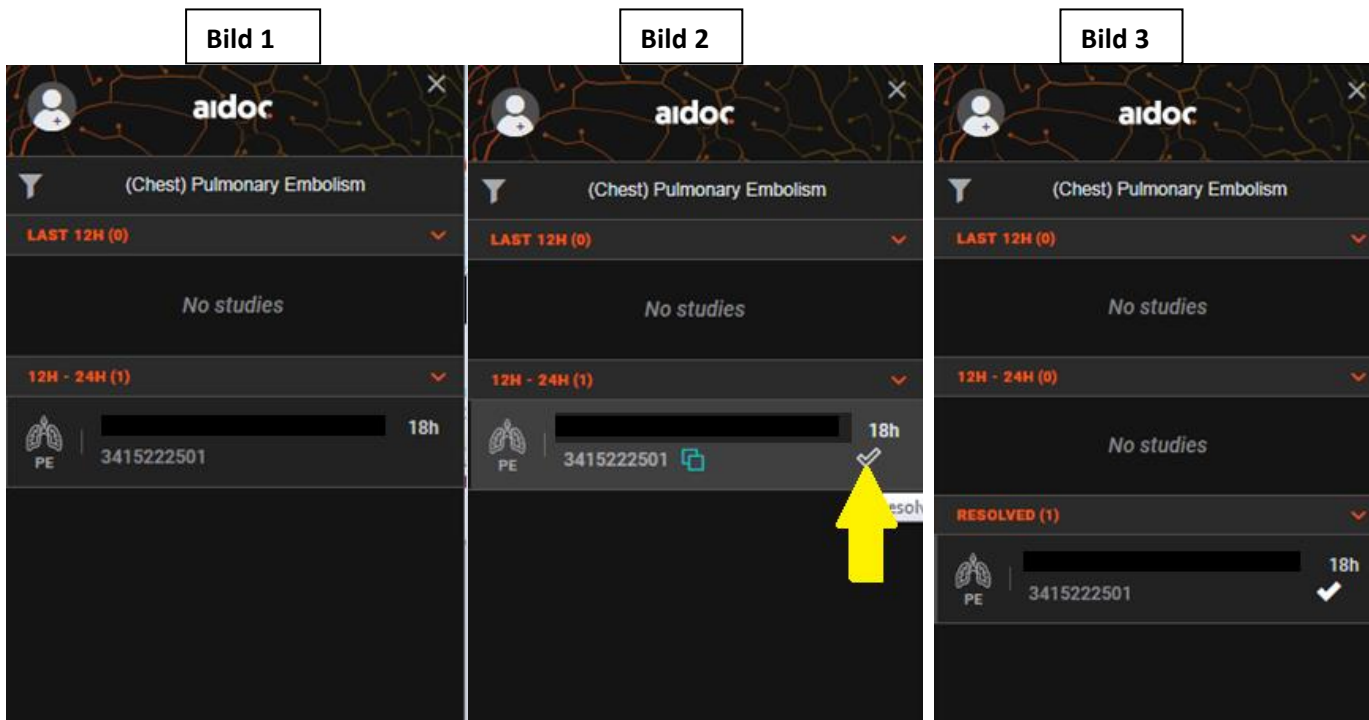 Bild 1
aidoc
(Chest) Pulmonary Embolism
LAST 12H (0)
No studies
12H - 24H (1)
18h
PE
3415222501
Bild 2
aidoc
(Chest) Pulmonary Embolism
LAST 12H (0)
No studies
12H - 24H (1)
18h
PE
3415222501
esolv
Bild 3
aidoc
(Chest) Pulmonary Embolism
LAST 12H (0)
No studies
12H - 24H (0)
No studies
RESOLVED (1)
18h
PE
3415222501